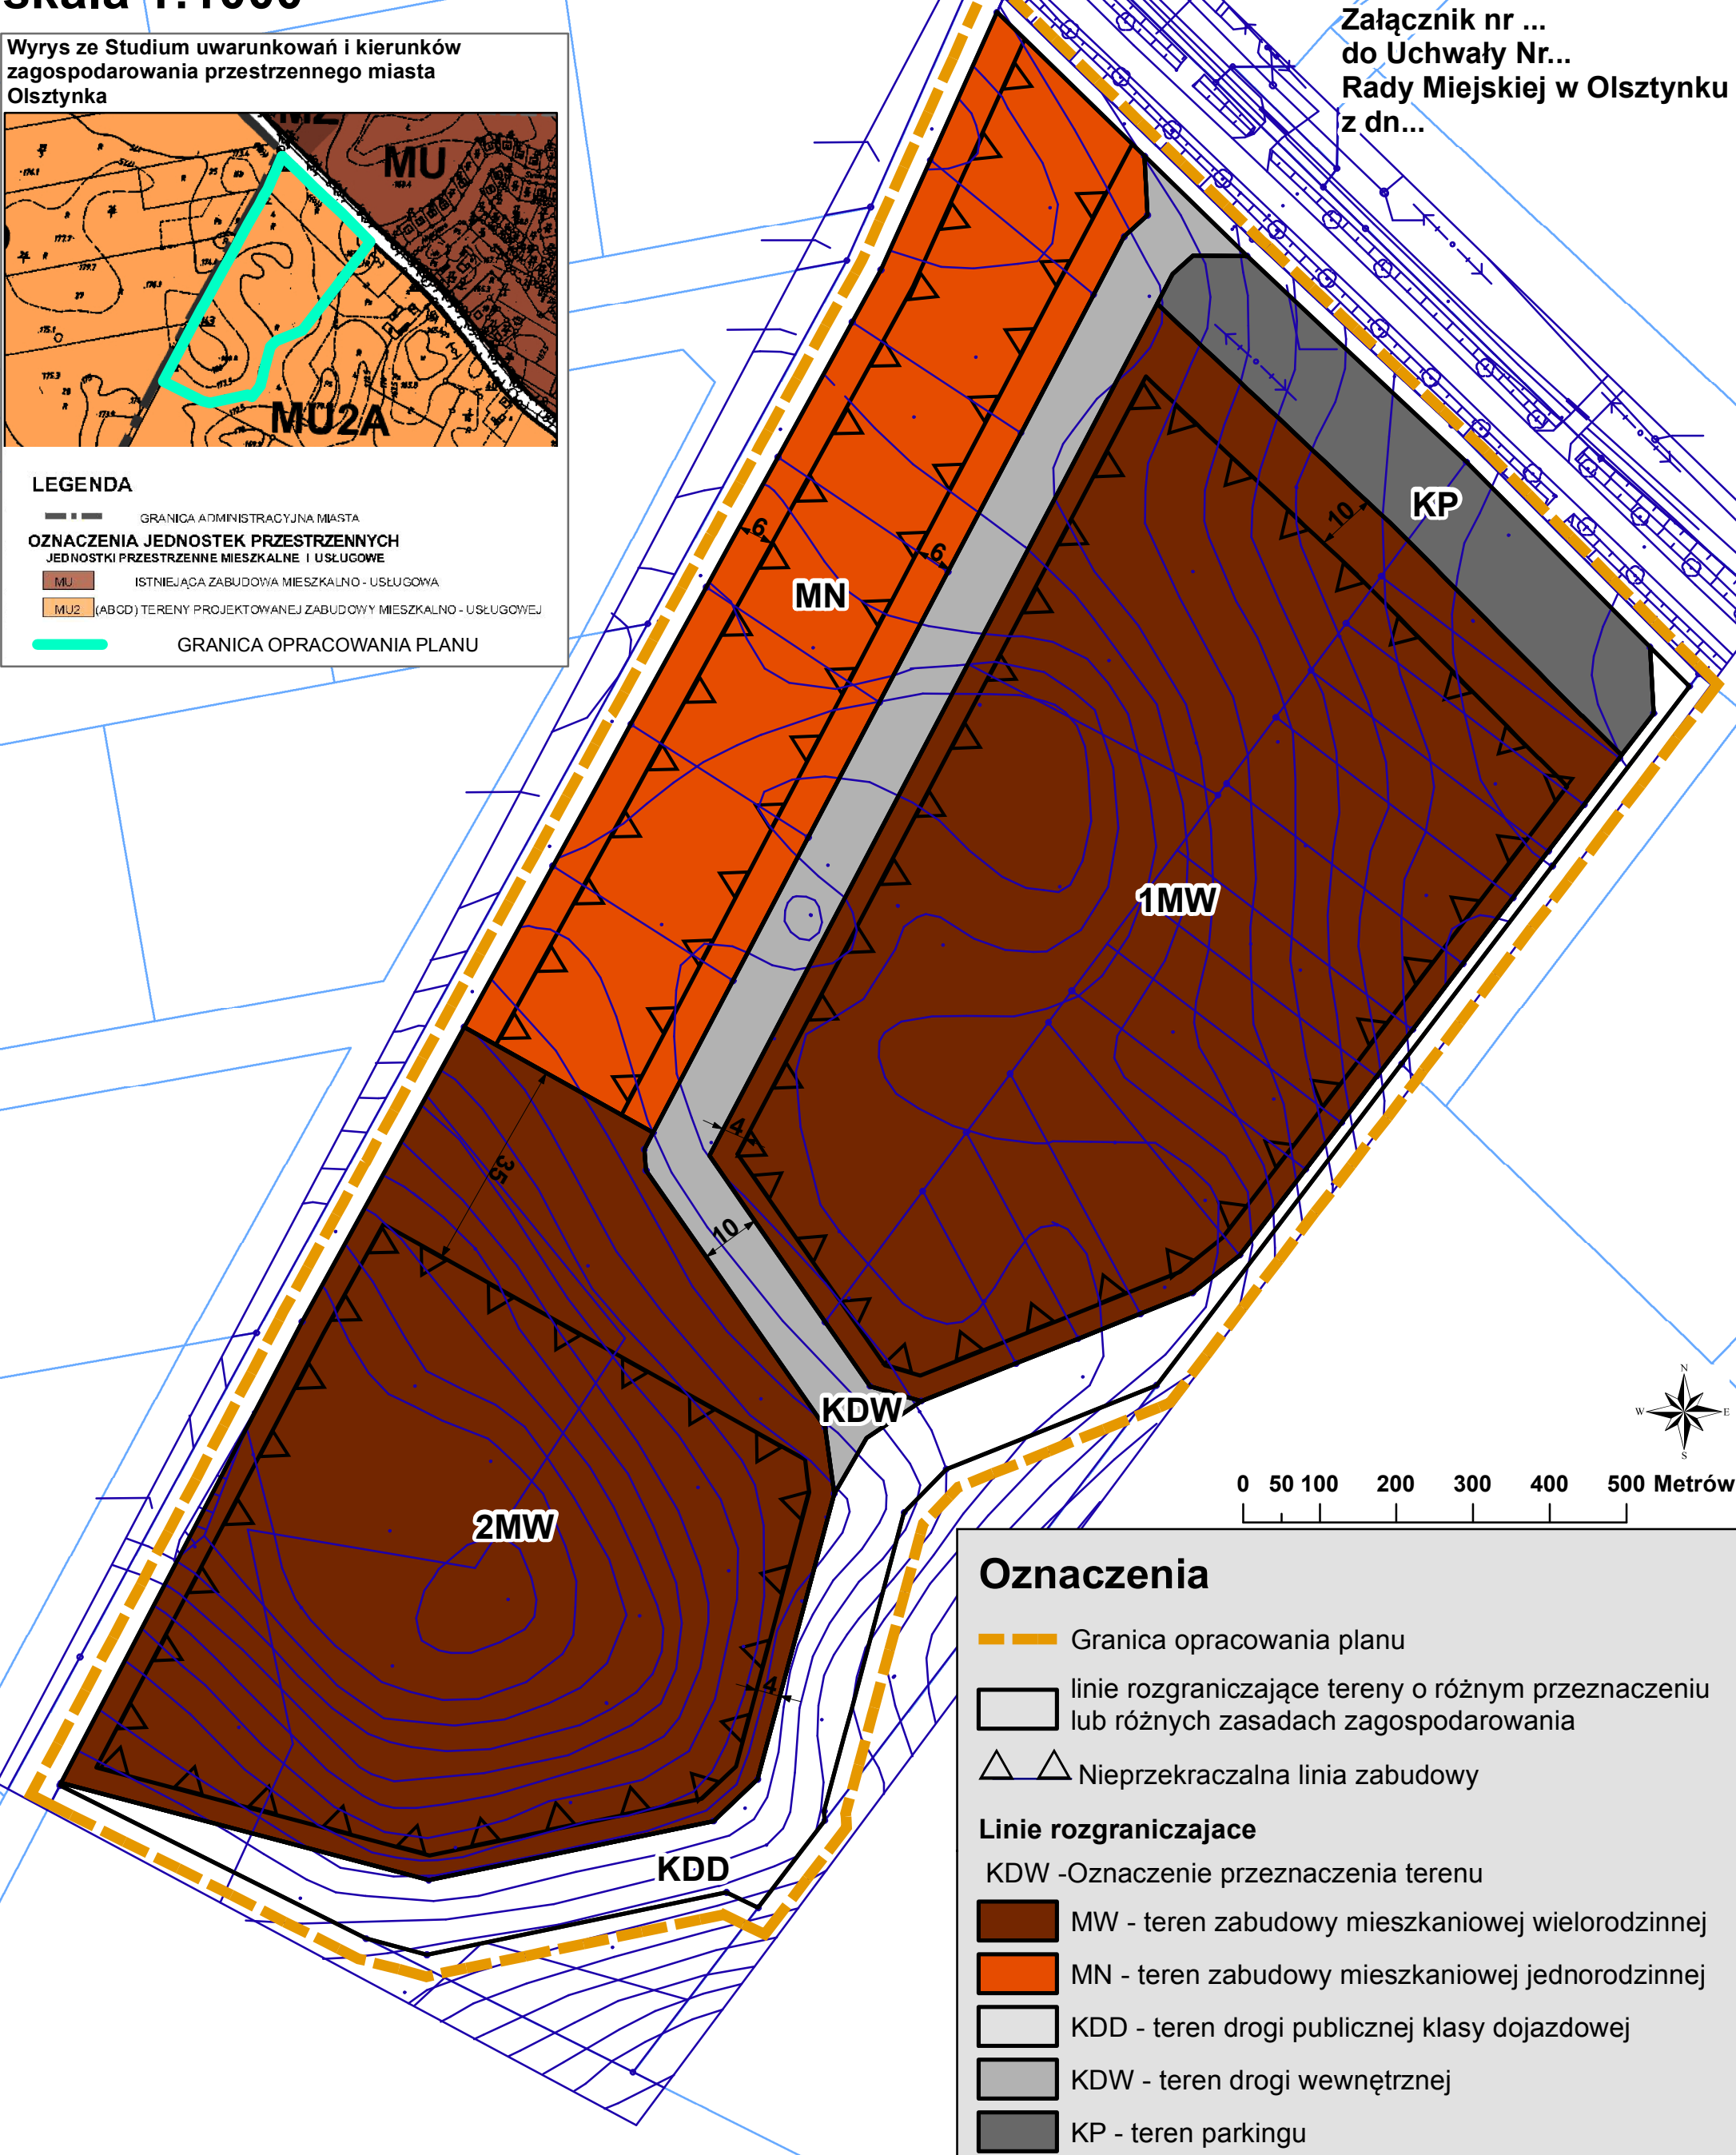 skala 1:1000
Załącznik nr ...
do Uchwały Nr...
Rady Miejskiej w Olsztynku
z dn...
Wyrys ze Studium uwarunkowań i kierunków
zagospodarowania przestrzennego miasta
Olsztynka
MU
MU2A
LEGENDA
GRANICA ADMINISTRACYJNA MIASTA
OZNACZENIA JEDNOSTEK PRZESTRZENNYCH
JEDNOSTKI PRZESTRZENNE MIESZKALNE I USŁUGOWE
MU ISTNIEJĄCA ZABUDOWA MIESZKALNO - USŁUGOWA
MU2 (ABCD) TERENY PROJEKTOWANEJ ZABUDOWY MIESZKALNO - USŁUGOWEJ
GRANICA OPRACOWANIA PLANU
KP
10
6
6
MN
1MW
4
35
10
KDW
2MW
4
KDD
N
W
E
S
0 50 100 200 300 400 500 Metrów
Oznaczenia
Granica opracowania planu
linie rozgraniczające tereny o różnym przeznaczeniu
lub różnych zasadach zagospodarowania
Nieprzekraczalna linia zabudowy
Linie rozgraniczajace
KDW -Oznaczenie przeznaczenia terenu
MW - teren zabudowy mieszkaniowej wielorodzinnej
MN - teren zabudowy mieszkaniowej jednorodzinnej
KDD - teren drogi publicznej klasy dojazdowej
KDW - teren drogi wewnętrznej
KP - teren parkingu